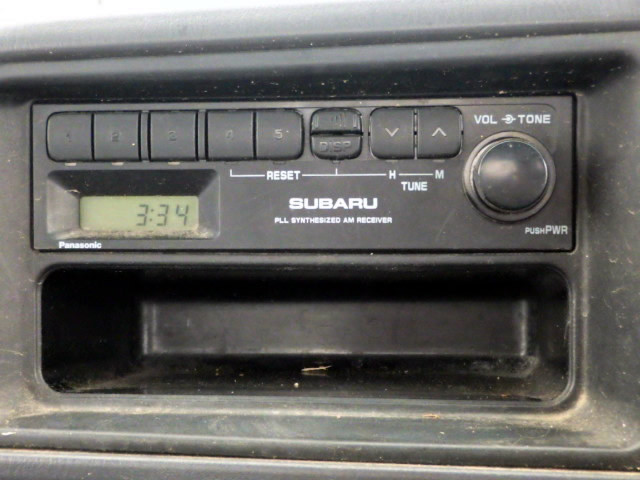 1 2 3 4 5 DISP
VOL TONE
RESET H M
TUNE
SUBARU
3:34
PLL SYNTHESIZED AM RECEIVER
PUSH PWR
Panasonic